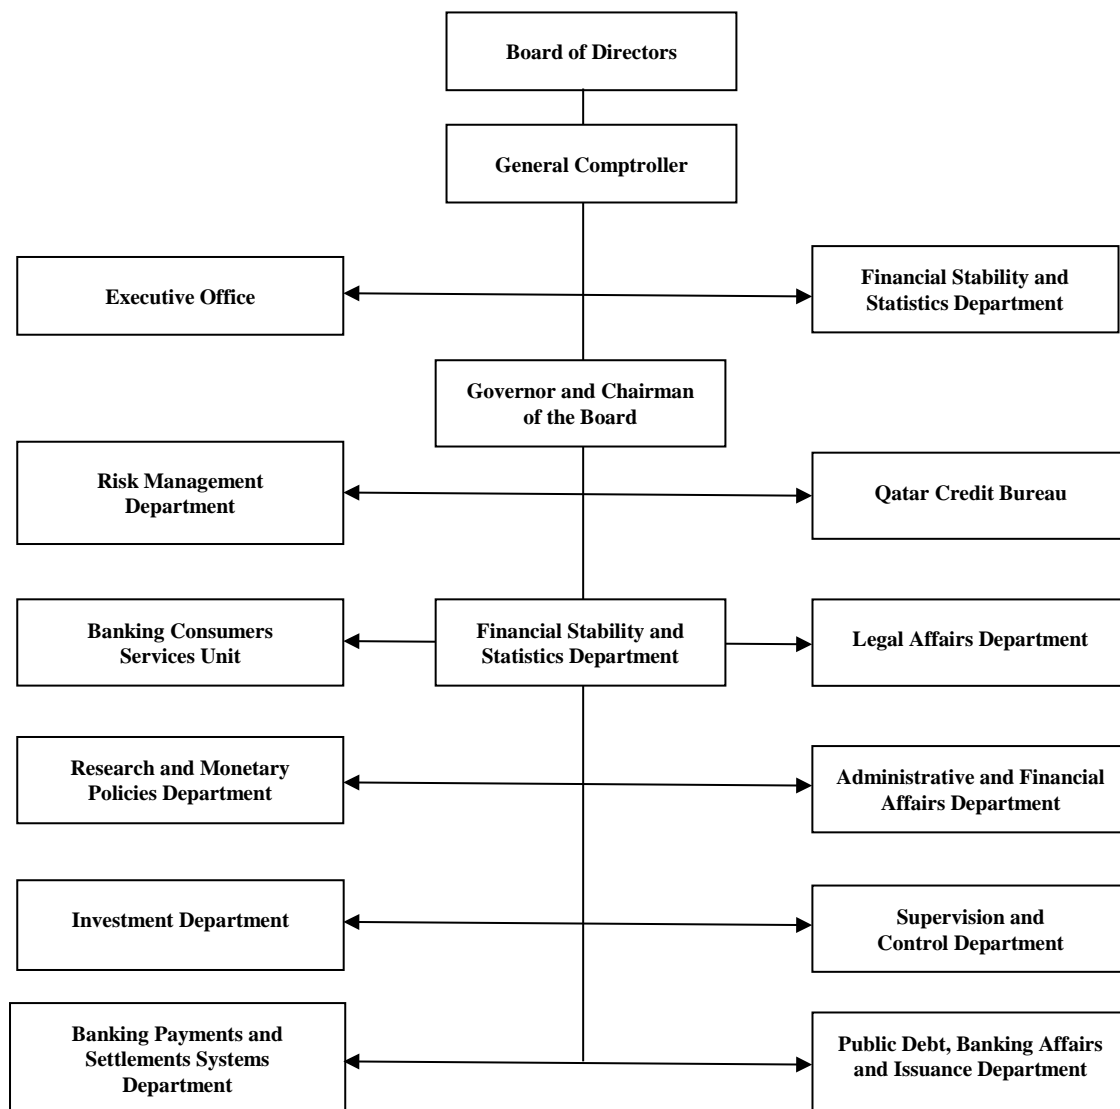 Board of Directors
General Comptroller
Executive Office
Financial Stability and
Statistics Department
Governor and Chairman
of the Board
Risk Management
Department
Qatar Credit Bureau
Banking Consumers
Services Unit
Financial Stability and
Statistics Department
Legal Affairs Department
Research and Monetary
Policies Department
Administrative and Financial
Affairs Department
Investment Department
Supervision and
Control Department
Banking Payments and
Settlements Systems
Department
Public Debt, Banking Affairs
and Issuance Department